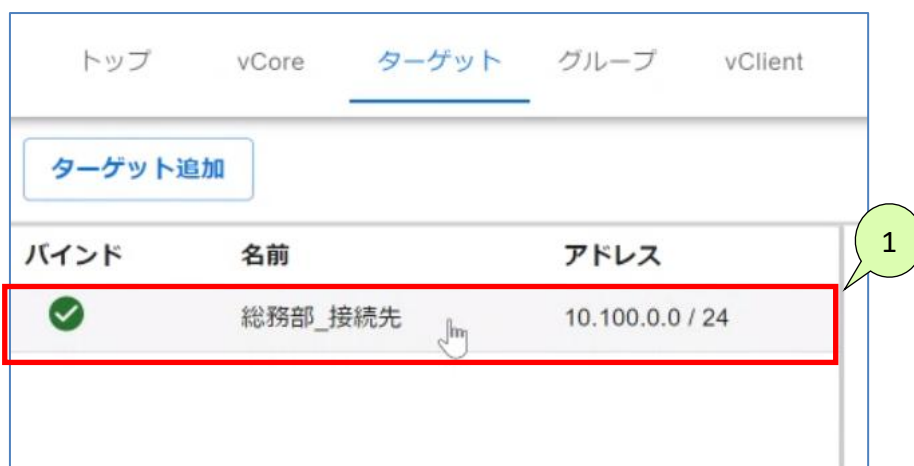 トップ vCore ターゲット グループ vClient
ターゲット追加
バインド 名前 アドレス
1
総務部_接続先 10.100.0.0 / 24